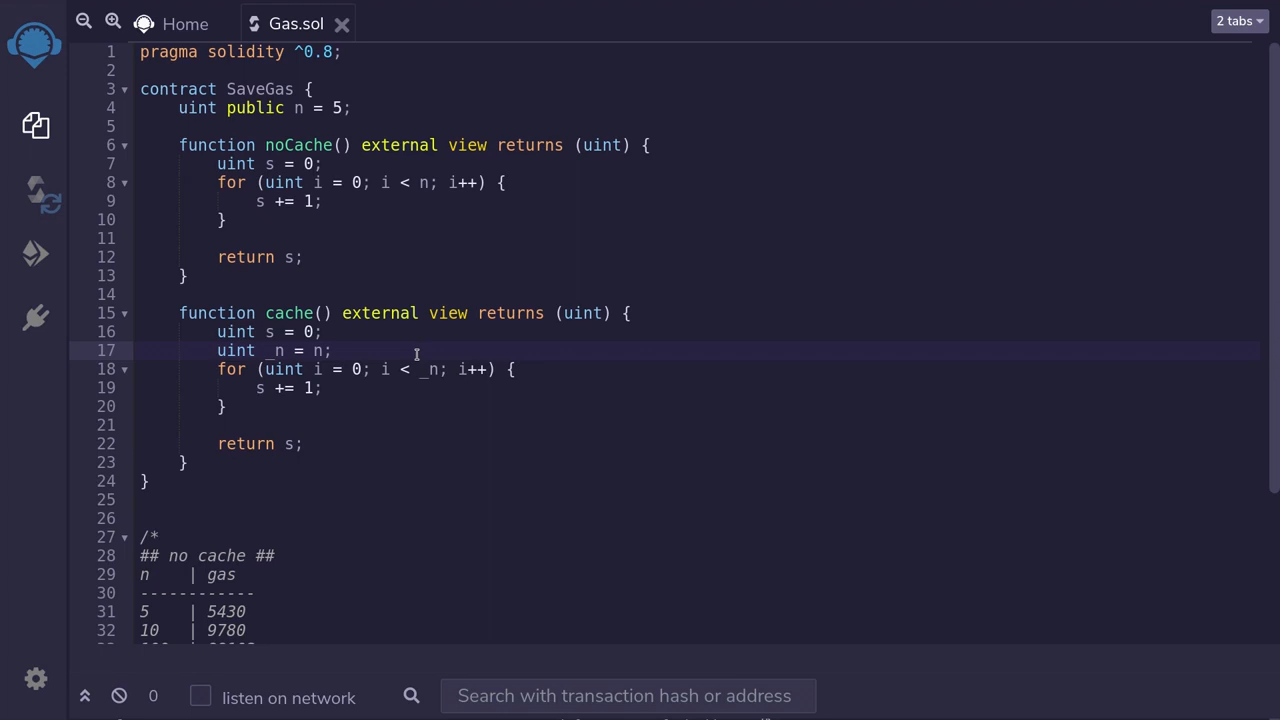 Home
Gas.sol
2 tabs
1 pragma solidity ^0.8;
2
3 contract SaveGas {
4 uint public n = 5;
5
6 function noCache() external view returns (uint) {
7 uint s = 0;
8 for (uint i = 0; i < n; i++) {
9 s += 1;
10 }
11
12 return s;
13 }
14
15 function cache() external view returns (uint) {
16 uint s = 0;
17 uint _n = n;
18 for (uint i = 0; i < _n; i++) {
19 s += 1;
20 }
21
22 return s;
23 }
24 }
25
26
27 /*
28 ## no cache ##
29 n | gas
30 ------------
31 5 | 5430
32 10 | 9780
0
listen on network
Search with transaction hash or address